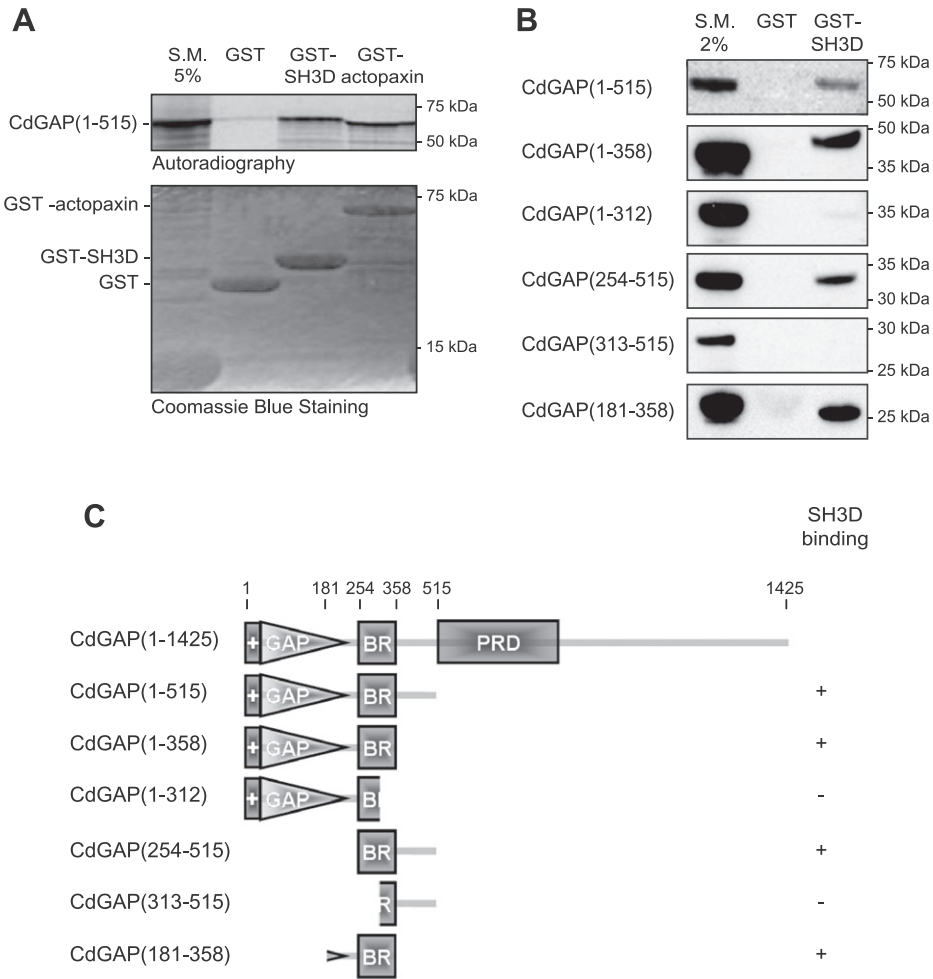 A
S.M. 5% GST GST-SH3D GST-actopaxin
CdGAP(1-515)
75 kDa
50 kDa
Autoradiography
75 kDa
GST -actopaxin
GST-SH3D
GST
15 kDa
Coomassie Blue Staining
B
S.M. 2% GST GST-SH3D
CdGAP(1-515)
75 kDa
50 kDa
CdGAP(1-358)
50 kDa
35 kDa
CdGAP(1-312)
35 kDa
CdGAP(254-515)
35 kDa
30 kDa
CdGAP(313-515)
30 kDa
25 kDa
CdGAP(181-358)
25 kDa
C
SH3D
binding
1 181 254 358 515 1425
CdGAP(1-1425) + GAP BR PRD
CdGAP(1-515) + GAP BR +
CdGAP(1-358) + GAP BR +
CdGAP(1-312) + GAP B -
CdGAP(254-515) BR +
CdGAP(313-515) R -
CdGAP(181-358) BR +